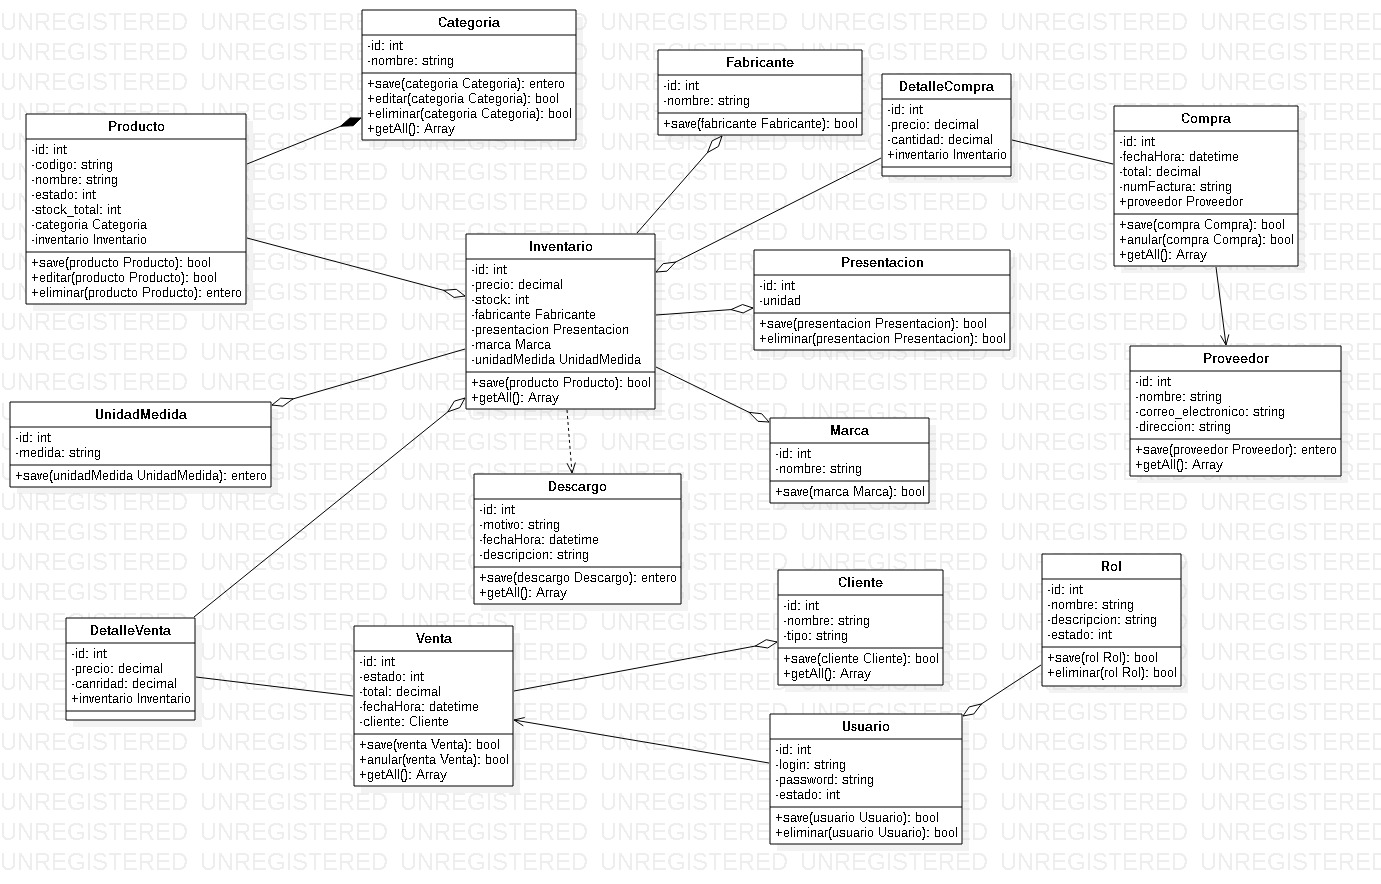 Categoria
-id: int
-nombre: string
+save(categoria Categoria): entero
+editar(categoria Categoria): bool
+eliminar(categoria Categoria): bool
+getAll(): Array
Fabricante
-id: int
-nombre: string
+save(fabricante Fabricante): bool
DetalleCompra
-id: int
-precio: decimal
-cantidad: decimal
+inventario Inventario
Compra
-id: int
-fechaHora: datetime
-total: decimal
-numFactura: string
+proveedor Proveedor
+save(compra Compra): bool
+anular(compra Compra): bool
+getAll(): Array
Producto
-id: int
-codigo: string
-nombre: string
-estado: int
-stock_total: int
-categoria Categoria
-inventario Inventario
+save(producto Producto): bool
+editar(producto Producto): bool
+eliminar(producto Producto): entero
Inventario
-id: int
-precio: decimal
-stock: int
-fabricante Fabricante
-presentacion Presentacion
-marca Marca
-unidadMedida UnidadMedida
+save(producto Producto): bool
+getAll(): Array
Presentacion
-id: int
-unidad
+save(presentacion Presentacion): bool
+eliminar(presentacion Presentacion): bool
Proveedor
-id: int
-nombre: string
-correo_electronico: string
-direccion: string
+save(proveedor Proveedor): entero
+getAll(): Array
UnidadMedida
-id: int
-medida: string
+save(unidadMedida UnidadMedida): entero
Marca
-id: int
-nombre: string
+save(marca Marca): bool
Descargo
-id: int
-motivo: string
-fechaHora: datetime
-descripcion: string
+save(descargo Descargo): entero
+getAll(): Array
Cliente
-id: int
-nombre: string
-tipo: string
+save(cliente Cliente): bool
+getAll(): Array
Rol
-id: int
-nombre: string
-descripcion: string
-estado: int
+save(rol Rol): bool
+eliminar(rol Rol): bool
DetalleVenta
-id: int
-precio: decimal
-canridad: decimal
+inventario Inventario
Venta
-id: int
-estado: int
-total: decimal
-fechaHora: datetime
-cliente: Cliente
+save(venta Venta): bool
+anular(venta Venta): bool
+getAll(): Array
Usuario
-id: int
-login: string
-password: string
-estado: int
+save(usuario Usuario): bool
+eliminar(usuario Usuario): bool
UNREGISTERED